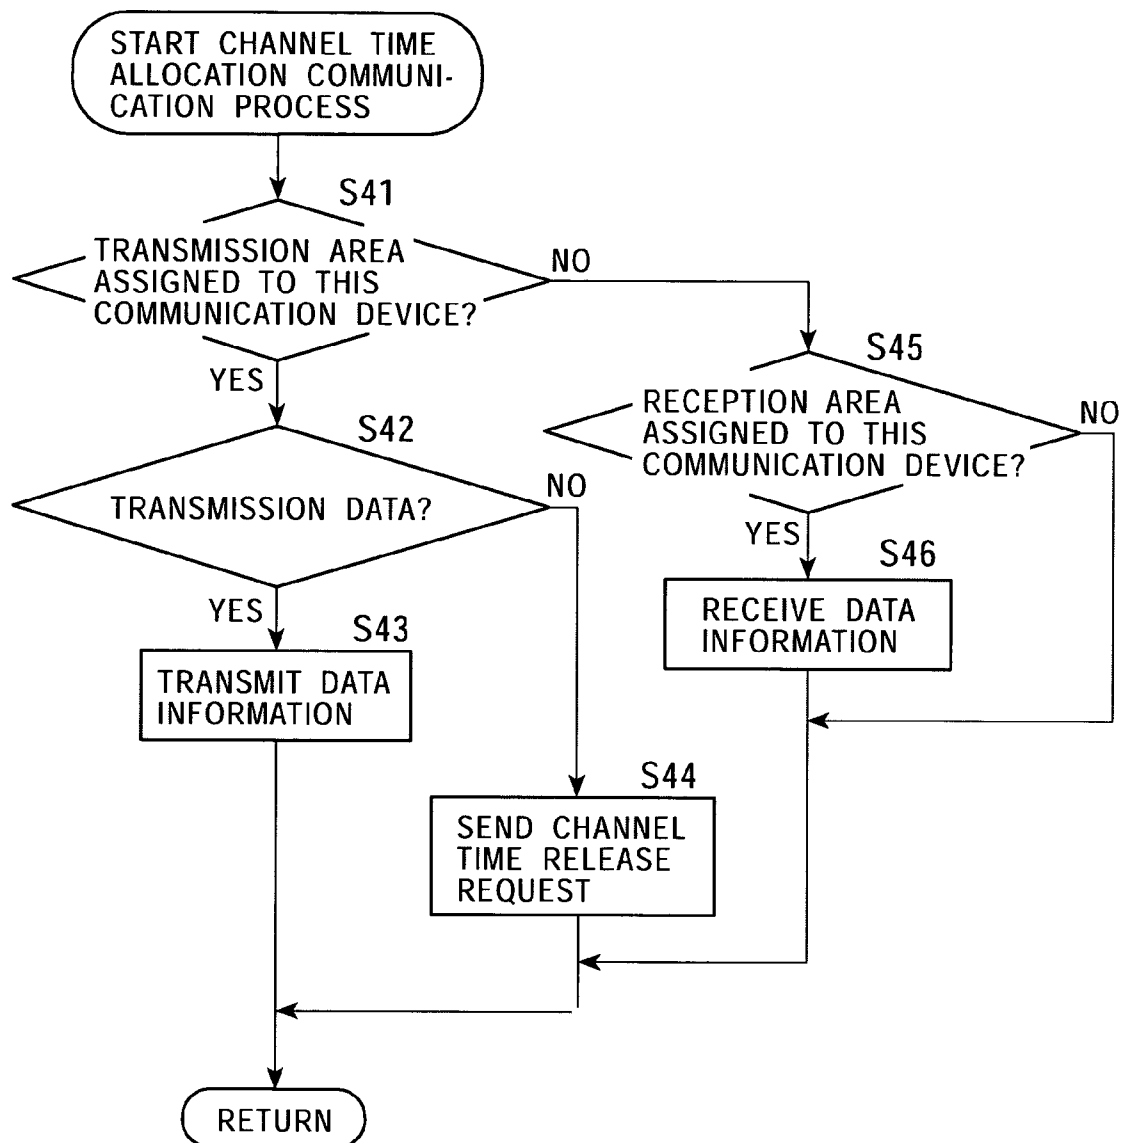 START CHANNEL TIME
ALLOCATION COMMUNI-
CATION PROCESS
S41
TRANSMISSION AREA
ASSIGNED TO THIS
COMMUNICATION DEVICE?
NO
YES
S45
RECEPTION AREA
ASSIGNED TO THIS
COMMUNICATION DEVICE?
NO
YES
S42
TRANSMISSION DATA?
NO
YES
S46
RECEIVE DATA
INFORMATION
S43
TRANSMIT DATA
INFORMATION
S44
SEND CHANNEL
TIME RELEASE
REQUEST
RETURN